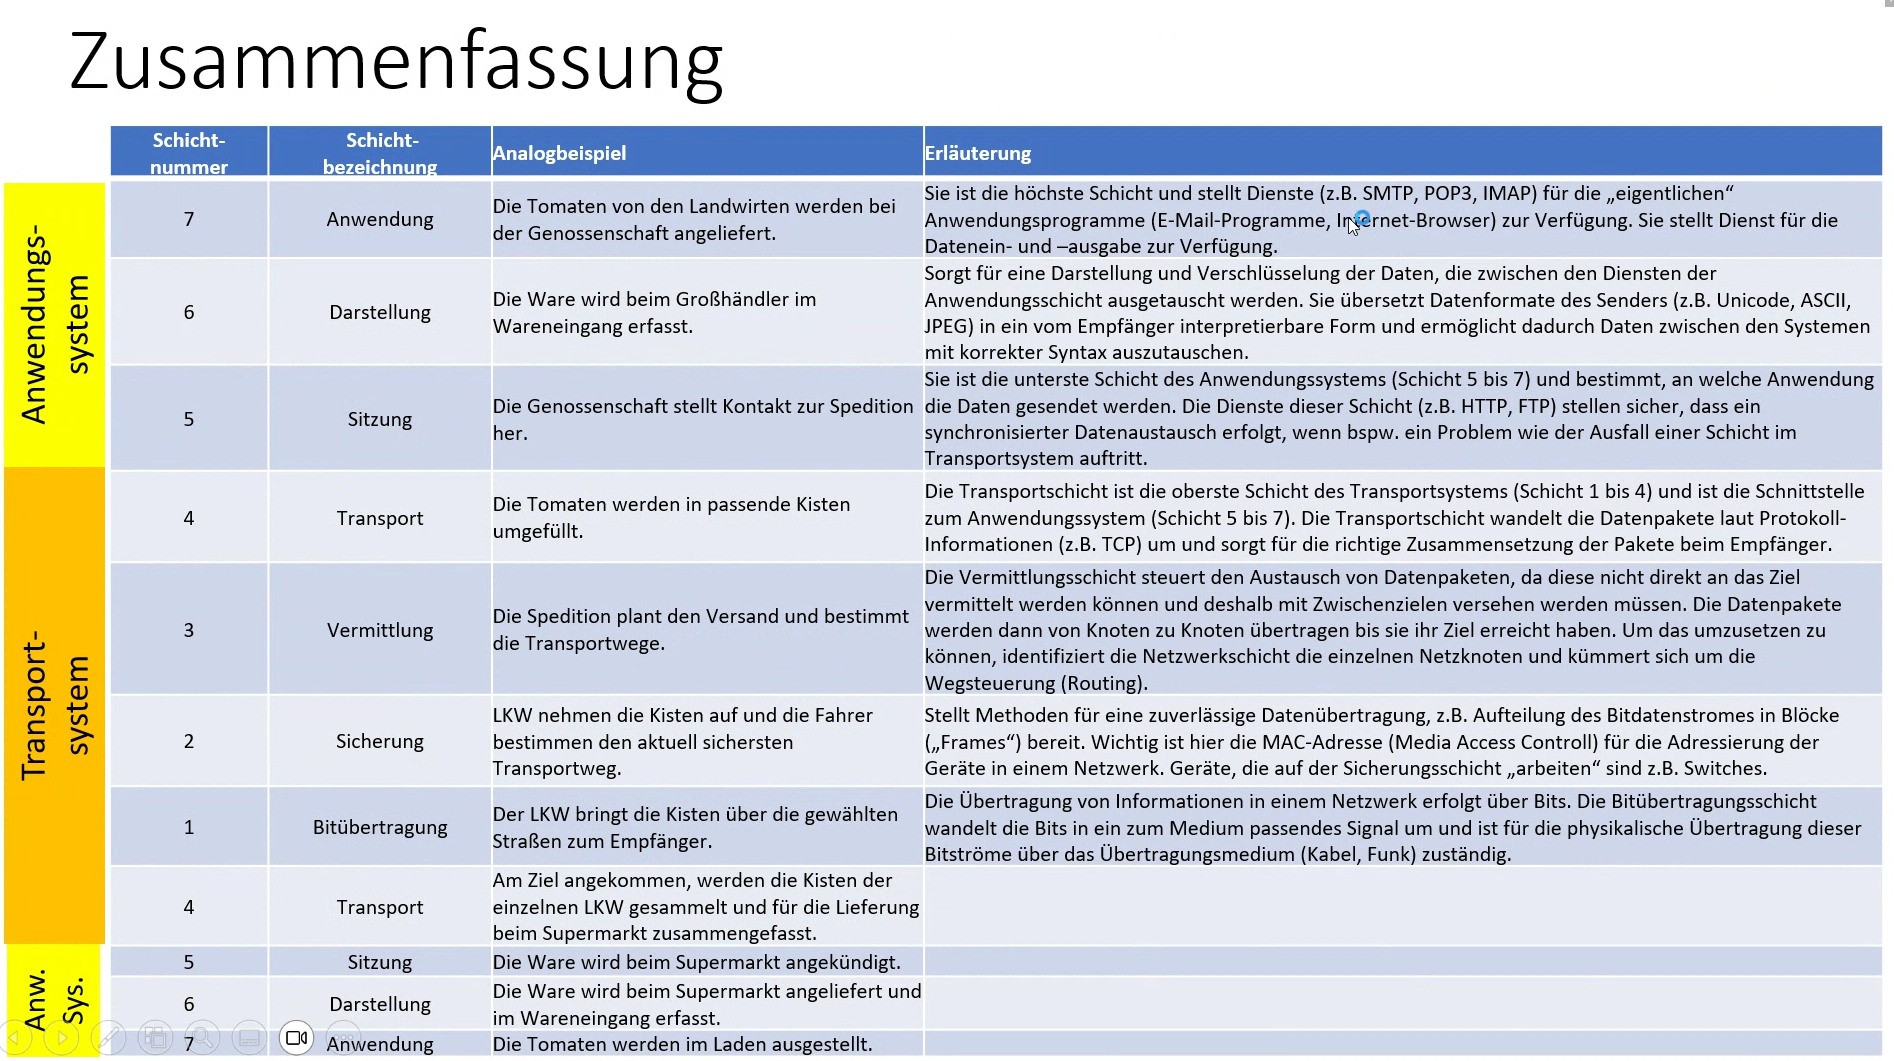 Zusammenfassung
Schicht-
nummer
Schicht-
bezeichnung
Analogbeispiel
Erläuterung
Anwendungs-
system
7
Anwendung
Die Tomaten von den Landwirten werden bei
der Genossenschaft angeliefert.
Sie ist die höchste Schicht und stellt Dienste (z.B. SMTP, POP3, IMAP) für die „eigentlichen“
Anwendungsprogramme (E-Mail-Programme, Internet-Browser) zur Verfügung. Sie stellt Dienst für die
Datenein- und –ausgabe zur Verfügung.
6
Darstellung
Die Ware wird beim Großhändler im
Wareneingang erfasst.
Sorgt für eine Darstellung und Verschlüsselung der Daten, die zwischen den Diensten der
Anwendungsschicht ausgetauscht werden. Sie übersetzt Datenformate des Senders (z.B. Unicode, ASCII,
JPEG) in ein vom Empfänger interpretierbare Form und ermöglicht dadurch Daten zwischen den Systemen
mit korrekter Syntax auszutauschen.
5
Sitzung
Die Genossenschaft stellt Kontakt zur Spedition
her.
Sie ist die unterste Schicht des Anwendungssystems (Schicht 5 bis 7) und bestimmt, an welche Anwendung
die Daten gesendet werden. Die Dienste dieser Schicht (z.B. HTTP, FTP) stellen sicher, dass ein
synchronisierter Datenaustausch erfolgt, wenn bspw. ein Problem wie der Ausfall einer Schicht im
Transportsystem auftritt.
Transport-
system
4
Transport
Die Tomaten werden in passende Kisten
umgefüllt.
Die Transportschicht ist die oberste Schicht des Transportsystems (Schicht 1 bis 4) und ist die Schnittstelle
zum Anwendungssystem (Schicht 5 bis 7). Die Transportschicht wandelt die Datenpakete laut Protokoll-
Informationen (z.B. TCP) um und sorgt für die richtige Zusammensetzung der Pakete beim Empfänger.
3
Vermittlung
Die Spedition plant den Versand und bestimmt
die Transportwege.
Die Vermittlungsschicht steuert den Austausch von Datenpaketen, da diese nicht direkt an das Ziel
vermittelt werden können und deshalb mit Zwischenzielen versehen werden müssen. Die Datenpakete
werden dann von Knoten zu Knoten übertragen bis sie ihr Ziel erreicht haben. Um das umzusetzen zu
können, identifiziert die Netzwerkschicht die einzelnen Netzknoten und kümmert sich um die
Wegsteuerung (Routing).
2
Sicherung
LKW nehmen die Kisten auf und die Fahrer
bestimmen den aktuell sichersten
Transportweg.
Stellt Methoden für eine zuverlässige Datenübertragung, z.B. Aufteilung des Bitdatenstromes in Blöcke
(„Frames“) bereit. Wichtig ist hier die MAC-Adresse (Media Access Controll) für die Adressierung der
Geräte in einem Netzwerk. Geräte, die auf der Sicherungsschicht „arbeiten“ sind z.B. Switches.
1
Bitübertragung
Der LKW bringt die Kisten über die gewählten
Straßen zum Empfänger.
Die Übertragung von Informationen in einem Netzwerk erfolgt über Bits. Die Bitübertragungsschicht
wandelt die Bits in ein zum Medium passendes Signal um und ist für die physikalische Übertragung dieser
Bitströme über das Übertragungsmedium (Kabel, Funk) zuständig.
4
Transport
Am Ziel angekommen, werden die Kisten der
einzelnen LKW gesammelt und für die Lieferung
beim Supermarkt zusammengefasst.
Anw.
Sys.
5
Sitzung
Die Ware wird beim Supermarkt angekündigt.
6
Darstellung
Die Ware wird beim Supermarkt angeliefert und
im Wareneingang erfasst.
7
Anwendung
Die Tomaten werden im Laden ausgestellt.